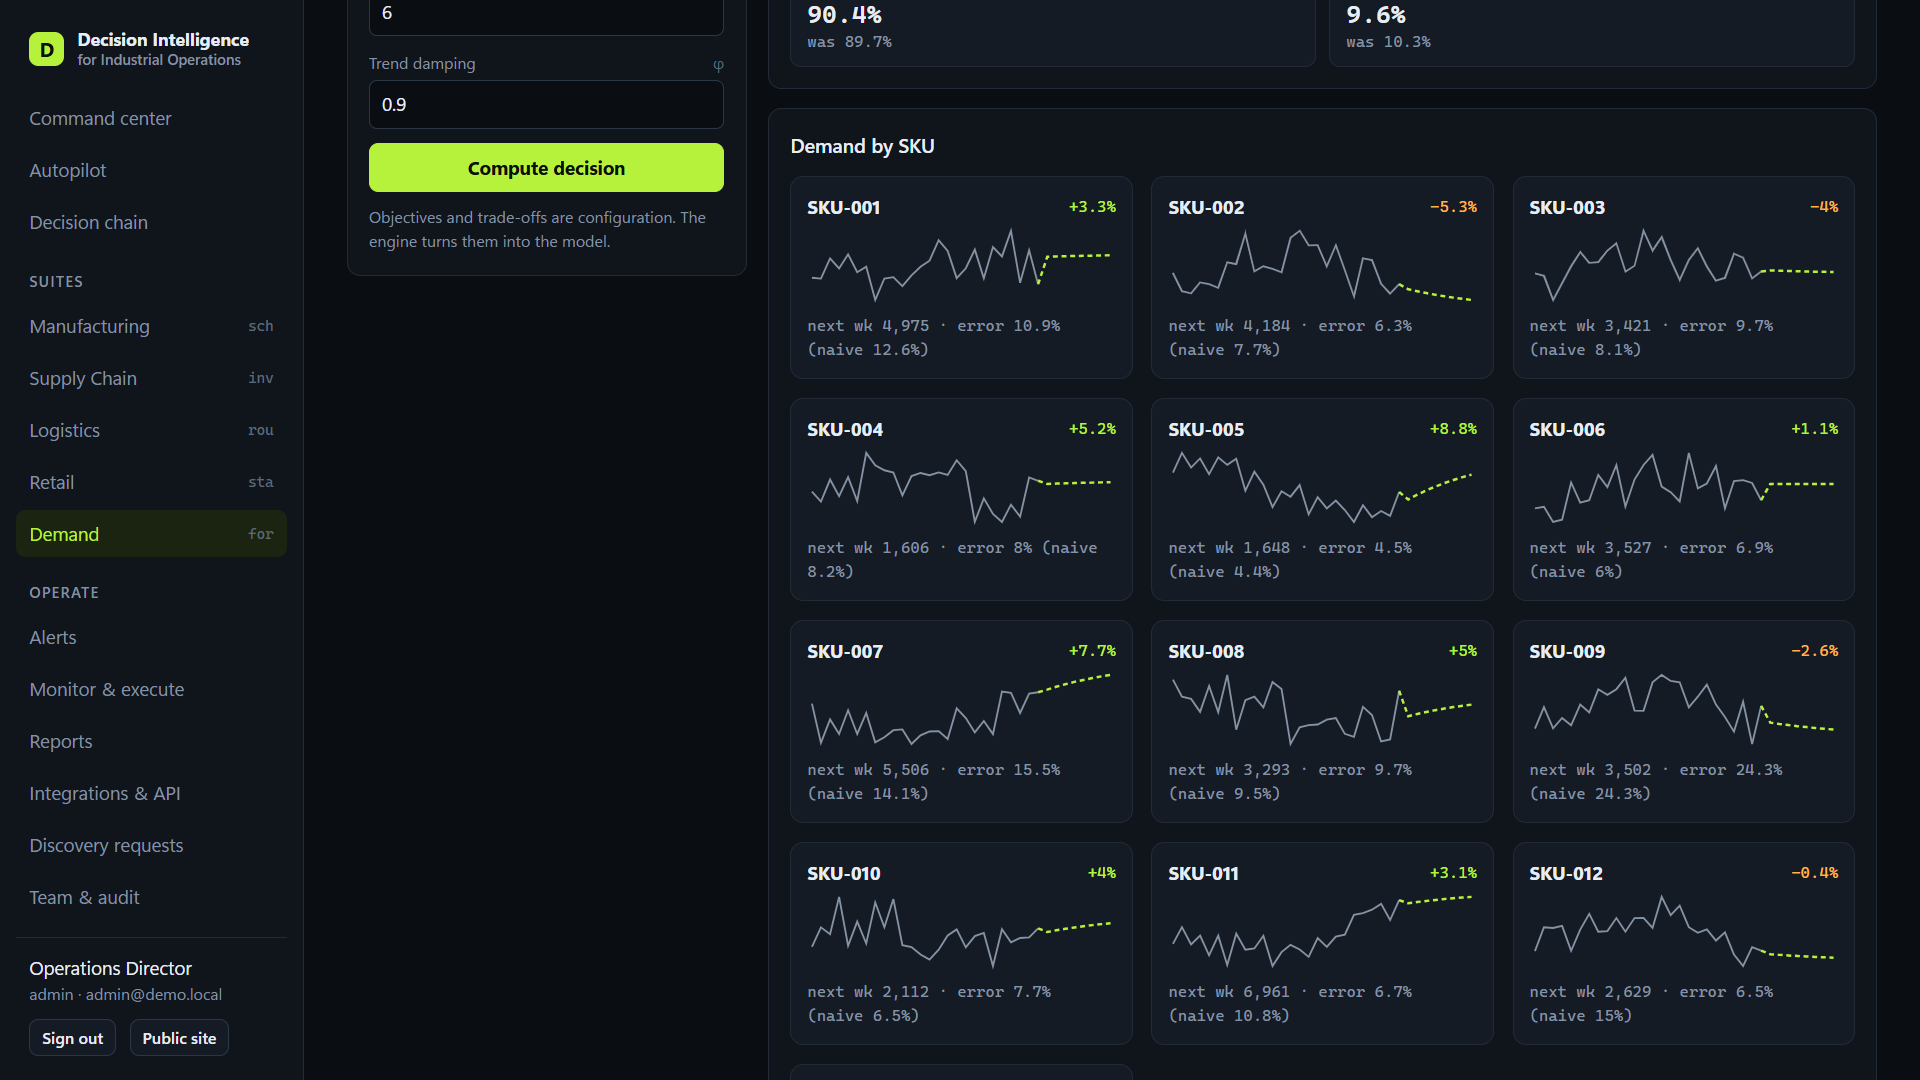 D
Decision Intelligence
for Industrial Operations
Command center
Autopilot
Decision chain
SUITES
Manufacturing sch
Supply Chain inv
Logistics rou
Retail sta
Demand for
OPERATE
Alerts
Monitor & execute
Reports
Integrations & API
Discovery requests
Team & audit
Operations Director
admin · admin@demo.local
Sign out Public site
6
Trend damping φ
0.9
Compute decision
Objectives and trade-offs are configuration. The
engine turns them into the model.
90.4%
was 89.7%
9.6%
was 10.3%
Demand by SKU
SKU-001 +3.3%
next wk 4,975 · error 10.9%
(naive 12.6%)
SKU-002 −5.3%
next wk 4,184 · error 6.3%
(naive 7.7%)
SKU-003 −4%
next wk 3,421 · error 9.7%
(naive 8.1%)
SKU-004 +5.2%
next wk 1,606 · error 8% (naive
8.2%)
SKU-005 +8.8%
next wk 1,648 · error 4.5%
(naive 4.4%)
SKU-006 +1.1%
next wk 3,527 · error 6.9%
(naive 6%)
SKU-007 +7.7%
next wk 5,506 · error 15.5%
(naive 14.1%)
SKU-008 +5%
next wk 3,293 · error 9.7%
(naive 9.5%)
SKU-009 −2.6%
next wk 3,502 · error 24.3%
(naive 24.3%)
SKU-010 +4%
next wk 2,112 · error 7.7%
(naive 6.5%)
SKU-011 +3.1%
next wk 6,961 · error 6.7%
(naive 10.8%)
SKU-012 −0.4%
next wk 2,629 · error 6.5%
(naive 15%)